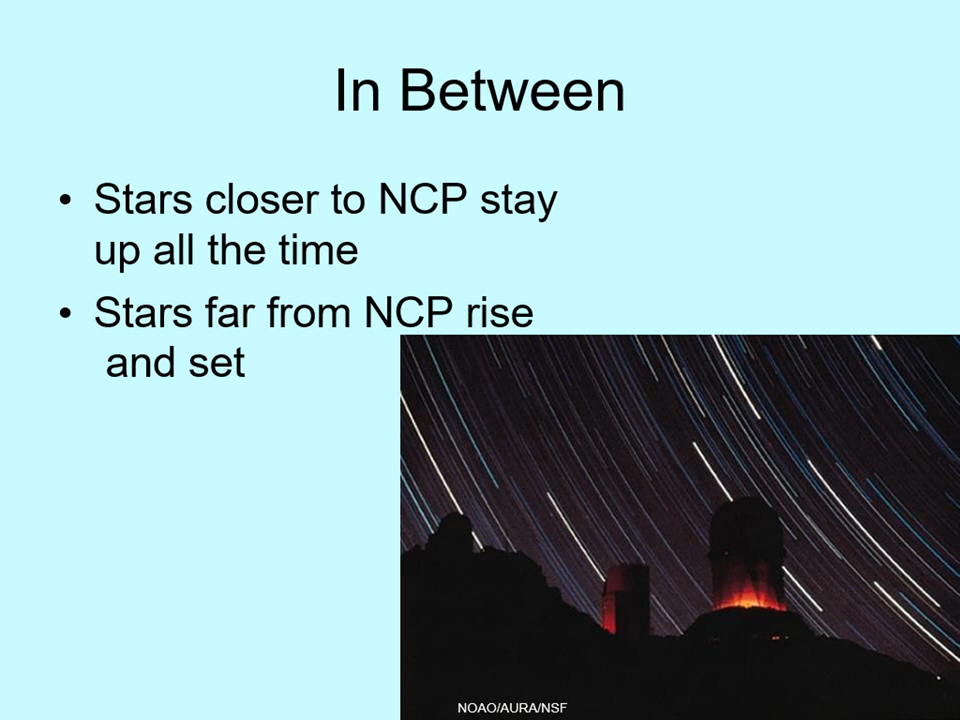 In Between
• Stars closer to NCP stay
up all the time
• Stars far from NCP rise
and set
NOAO/AURA/NSF